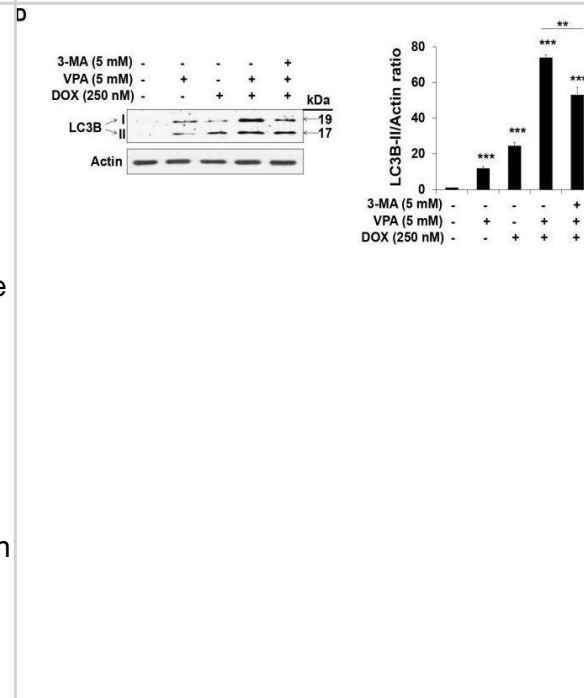 D
3-MA (5 mM) - - - - +
VPA (5 mM) - + - + +
DOX (250 nM) - - + + +
kDa
LC3B
I
II
19
17
Actin
LC3B-II/Actin ratio
80
60
40
20
0
**
***
***
***
***
3-MA (5 mM) - - - - +
VPA (5 mM) - + - + +
DOX (250 nM) - - + + +
e